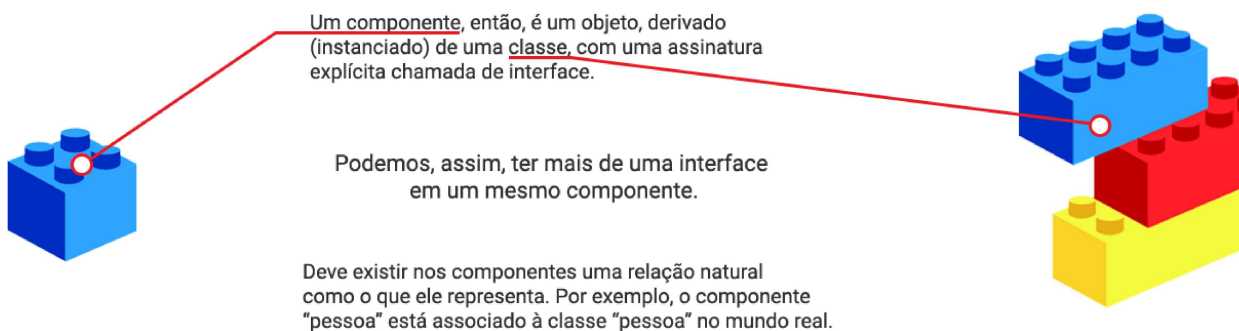 Um componente, então, é um objeto, derivado
(instanciado) de uma classe, com uma assinatura
explícita chamada de interface.
Podemos, assim, ter mais de uma interface
em um mesmo componente.
Deve existir nos componentes uma relação natural
como o que ele representa. Por exemplo, o componente
“pessoa” está associado à classe “pessoa” no mundo real.